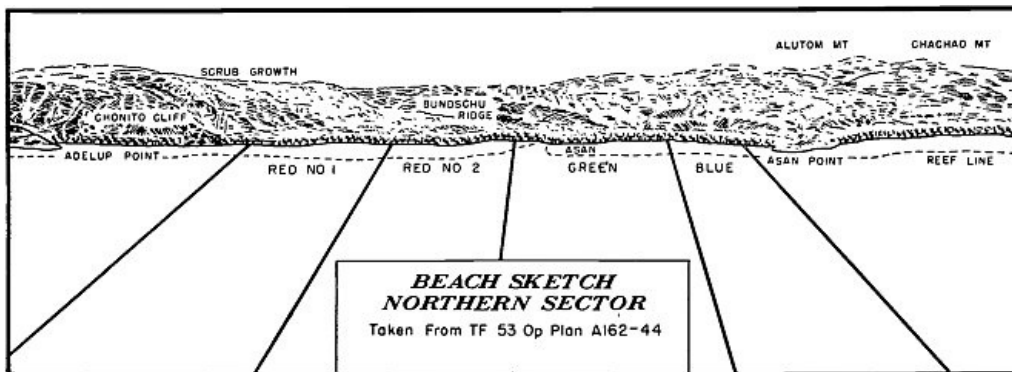 ALUTOM MT
CHACHAO MT
SCRUB GROWTH
BUNDSCHU
RIDGE
CHONITO CLIFF
ADELUP POINT
ASAN
ASAN POINT
REEF LINE
RED NO 1
RED NO 2
GREEN
BLUE
BEACH SKETCH
NORTHERN SECTOR
Taken From TF 53 Op Plan A162-44